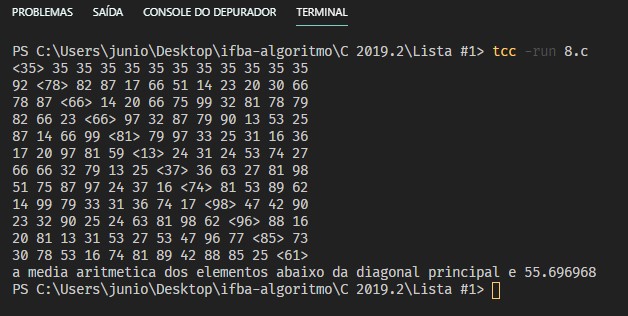 PROBLEMAS SAÍDA CONSOLE DO DEPURADOR TERMINAL
PS C:\Users\junio\Desktop\ifba-algoritmo\C 2019.2\Lista #1> tcc -run 8.c
<35> 35 35 35 35 35 35 35 35 35 35 35
92 <78> 82 87 17 66 51 14 23 20 30 66
78 87 <66> 14 20 66 75 99 32 81 78 79
82 66 23 <66> 97 32 87 79 90 13 53 25
87 14 66 99 <81> 79 97 33 25 31 16 36
17 20 97 81 59 <13> 24 31 24 53 74 27
66 66 32 79 13 25 <37> 36 63 27 81 98
51 75 87 97 24 37 16 <74> 81 53 89 62
14 99 79 33 31 36 74 17 <98> 47 42 90
23 32 90 25 24 63 81 98 62 <96> 88 16
20 81 13 31 53 27 53 47 96 77 <85> 73
30 78 53 16 74 81 89 42 88 85 25 <61>
a media aritmetica dos elementos abaixo da diagonal principal e 55.696968
PS C:\Users\junio\Desktop\ifba-algoritmo\C 2019.2\Lista #1>